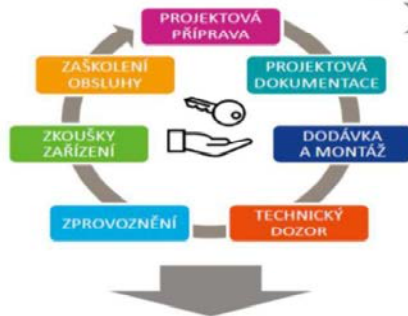 PROJEKTOVÁ
PŘÍPRAVA
PROJEKTOVÁ
DOKUMENTACE
DODÁVKA
A MONTÁŽ
TECHNICKÝ
DOZOR
ZPROVOZNĚNÍ
ZKOUŠKY
ZAŘÍZENÍ
ZAŠKOLENÍ
OBSLUHY